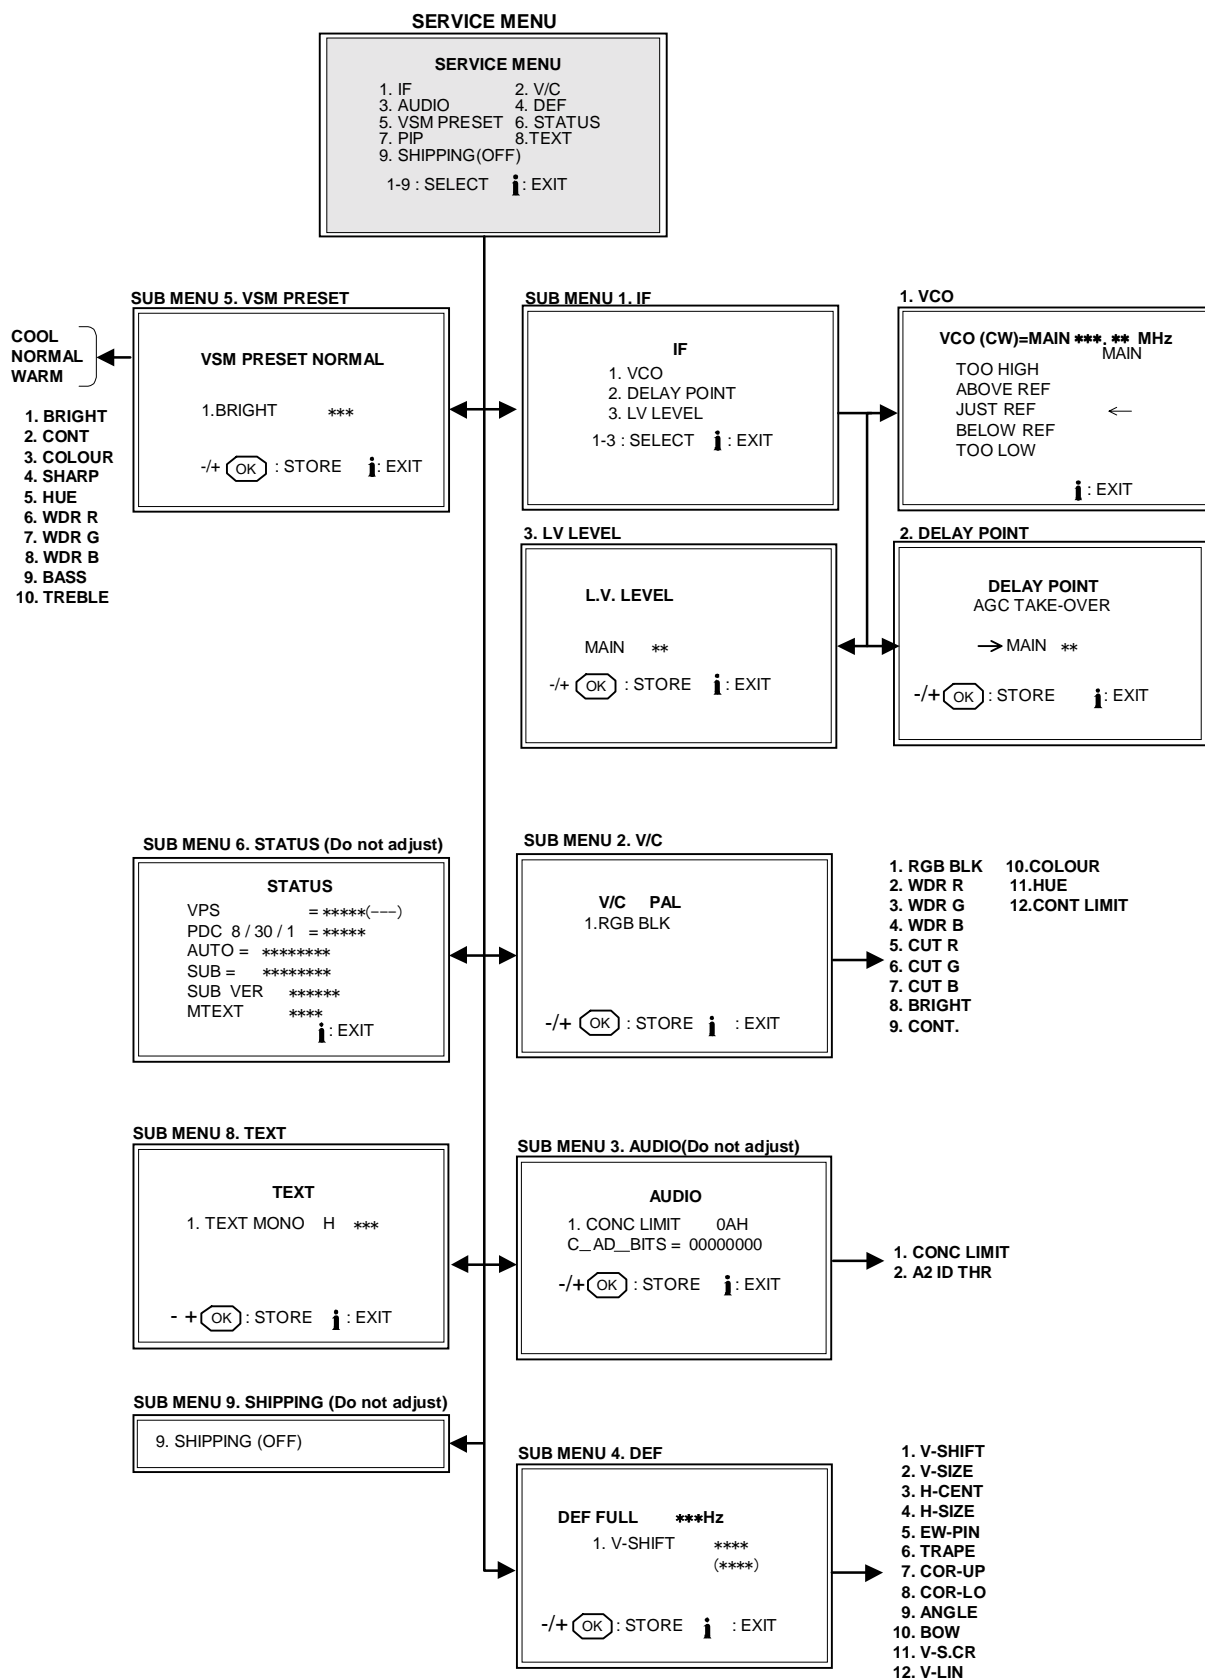 SERVICE MENU
SERVICE MENU
1. IF 2. V/C
3. AUDIO 4. DEF
5. VSM PRESET 6. STATUS
7. PIP 8.TEXT
9. SHIPPING(OFF)
1-9 : SELECT i : EXIT
SUB MENU 5. VSM PRESET
COOL
NORMAL
WARM
VSM PRESET NORMAL
1.BRIGHT ***
-/+ OK : STORE i : EXIT
1. BRIGHT
2. CONT
3. COLOUR
4. SHARP
5. HUE
6. WDR R
7. WDR G
8. WDR B
9. BASS
10. TREBLE
SUB MENU 1. IF
IF
1. VCO
2. DELAY POINT
3. LV LEVEL
1-3 : SELECT i : EXIT
1. VCO
VCO (CW)=MAIN ***. ** MHz
MAIN
TOO HIGH
ABOVE REF
JUST REF ←
BELOW REF
TOO LOW
i : EXIT
3. LV LEVEL
L.V. LEVEL
MAIN **
-/+ OK : STORE i : EXIT
2. DELAY POINT
DELAY POINT
AGC TAKE-OVER
→ MAIN **
-/+ OK : STORE i : EXIT
SUB MENU 6. STATUS (Do not adjust)
STATUS
VPS = *****(---)
PDC 8 / 30 / 1 = *****
AUTO = ********
SUB = ********
SUB VER ******
MTEXT ****
i : EXIT
SUB MENU 2. V/C
V/C PAL
1.RGB BLK
-/+ OK : STORE i : EXIT
1. RGB BLK 10.COLOUR
2. WDR R 11.HUE
3. WDR G 12.CONT LIMIT
4. WDR B
5. CUT R
6. CUT G
7. CUT B
8. BRIGHT
9. CONT.
SUB MENU 8. TEXT
TEXT
1. TEXT MONO H ***
- + OK : STORE i : EXIT
SUB MENU 3. AUDIO(Do not adjust)
AUDIO
1. CONC LIMIT 0AH
C_AD_BITS = 00000000
-/+ OK : STORE i : EXIT
1. CONC LIMIT
2. A2 ID THR
SUB MENU 9. SHIPPING (Do not adjust)
9. SHIPPING (OFF)
SUB MENU 4. DEF
DEF FULL ***Hz
1. V-SHIFT ****
(****)
-/+ OK : STORE i : EXIT
1. V-SHIFT
2. V-SIZE
3. H-CENT
4. H-SIZE
5. EW-PIN
6. TRAPE
7. COR-UP
8. COR-LO
9. ANGLE
10. BOW
11. V-S.CR
12. V-LIN